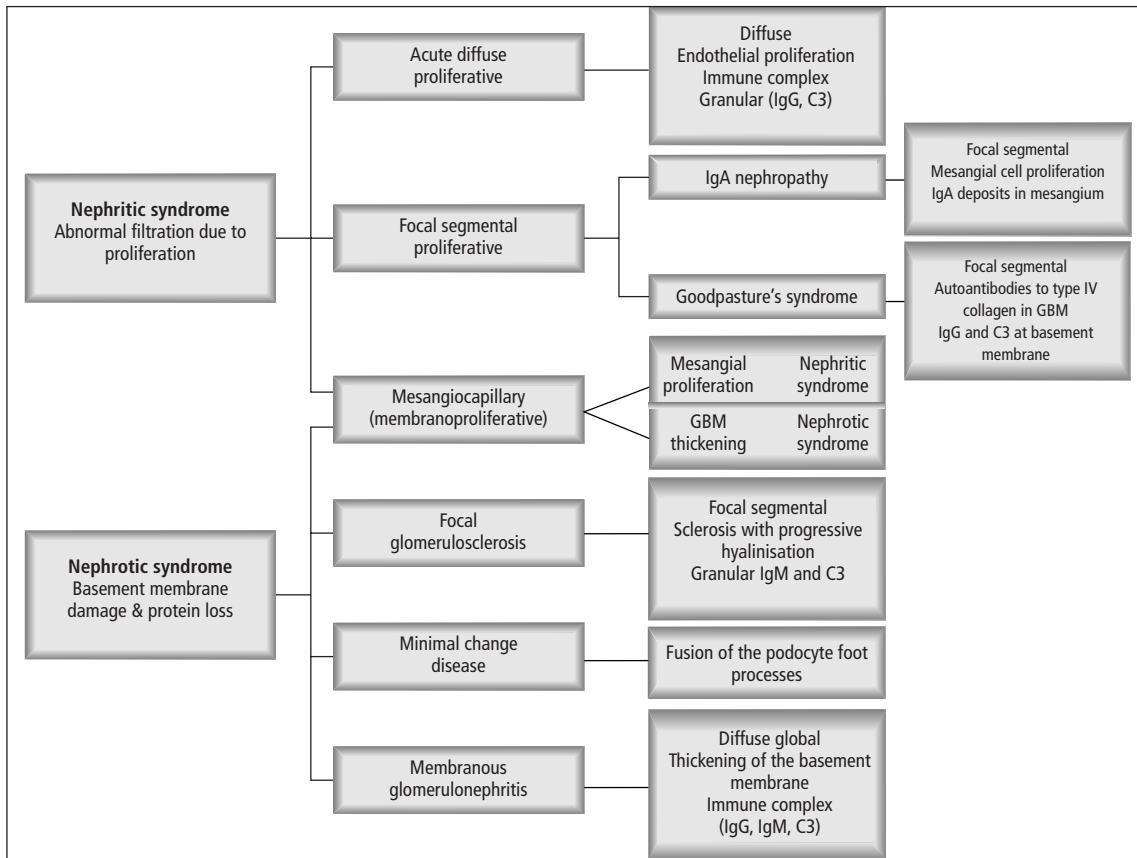 Nephritic syndrome
Abnormal filtration due to
proliferation
Acute diffuse
proliferative
Diffuse
Endothelial proliferation
Immune complex
Granular (IgG, C3)
Focal segmental
proliferative
IgA nephropathy
Focal segmental
Mesangial cell proliferation
IgA deposits in mesangium
Goodpasture's syndrome
Focal segmental
Autoantibodies to type IV
collagen in GBM
IgG and C3 at basement
membrane
Mesangiocapillary
(membranoproliferative)
Mesangial Nephritic
proliferation syndrome
GBM Nephrotic
thickening syndrome
Nephrotic syndrome
Basement membrane
damage & protein loss
Focal
glomerulosclerosis
Focal segmental
Sclerosis with progressive
hyalinisation
Granular IgM and C3
Minimal change
disease
Fusion of the podocyte foot
processes
Membranous
glomerulonephritis
Diffuse global
Thickening of the basement
membrane
Immune complex
(IgG, IgM, C3)